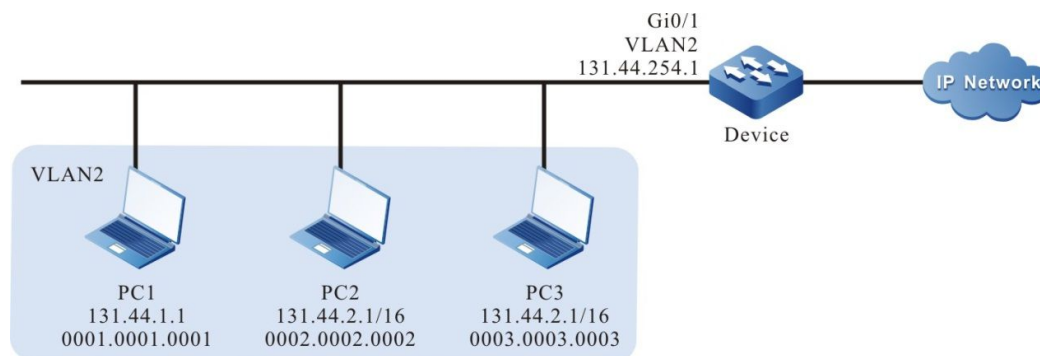 Gi0/1
VLAN2
131.44.254.1
IP Network
Device
VLAN2
PC1
131.44.1.1
0001.0001.0001
PC2
131.44.2.1/16
0002.0002.0002
PC3
131.44.2.1/16
0003.0003.0003